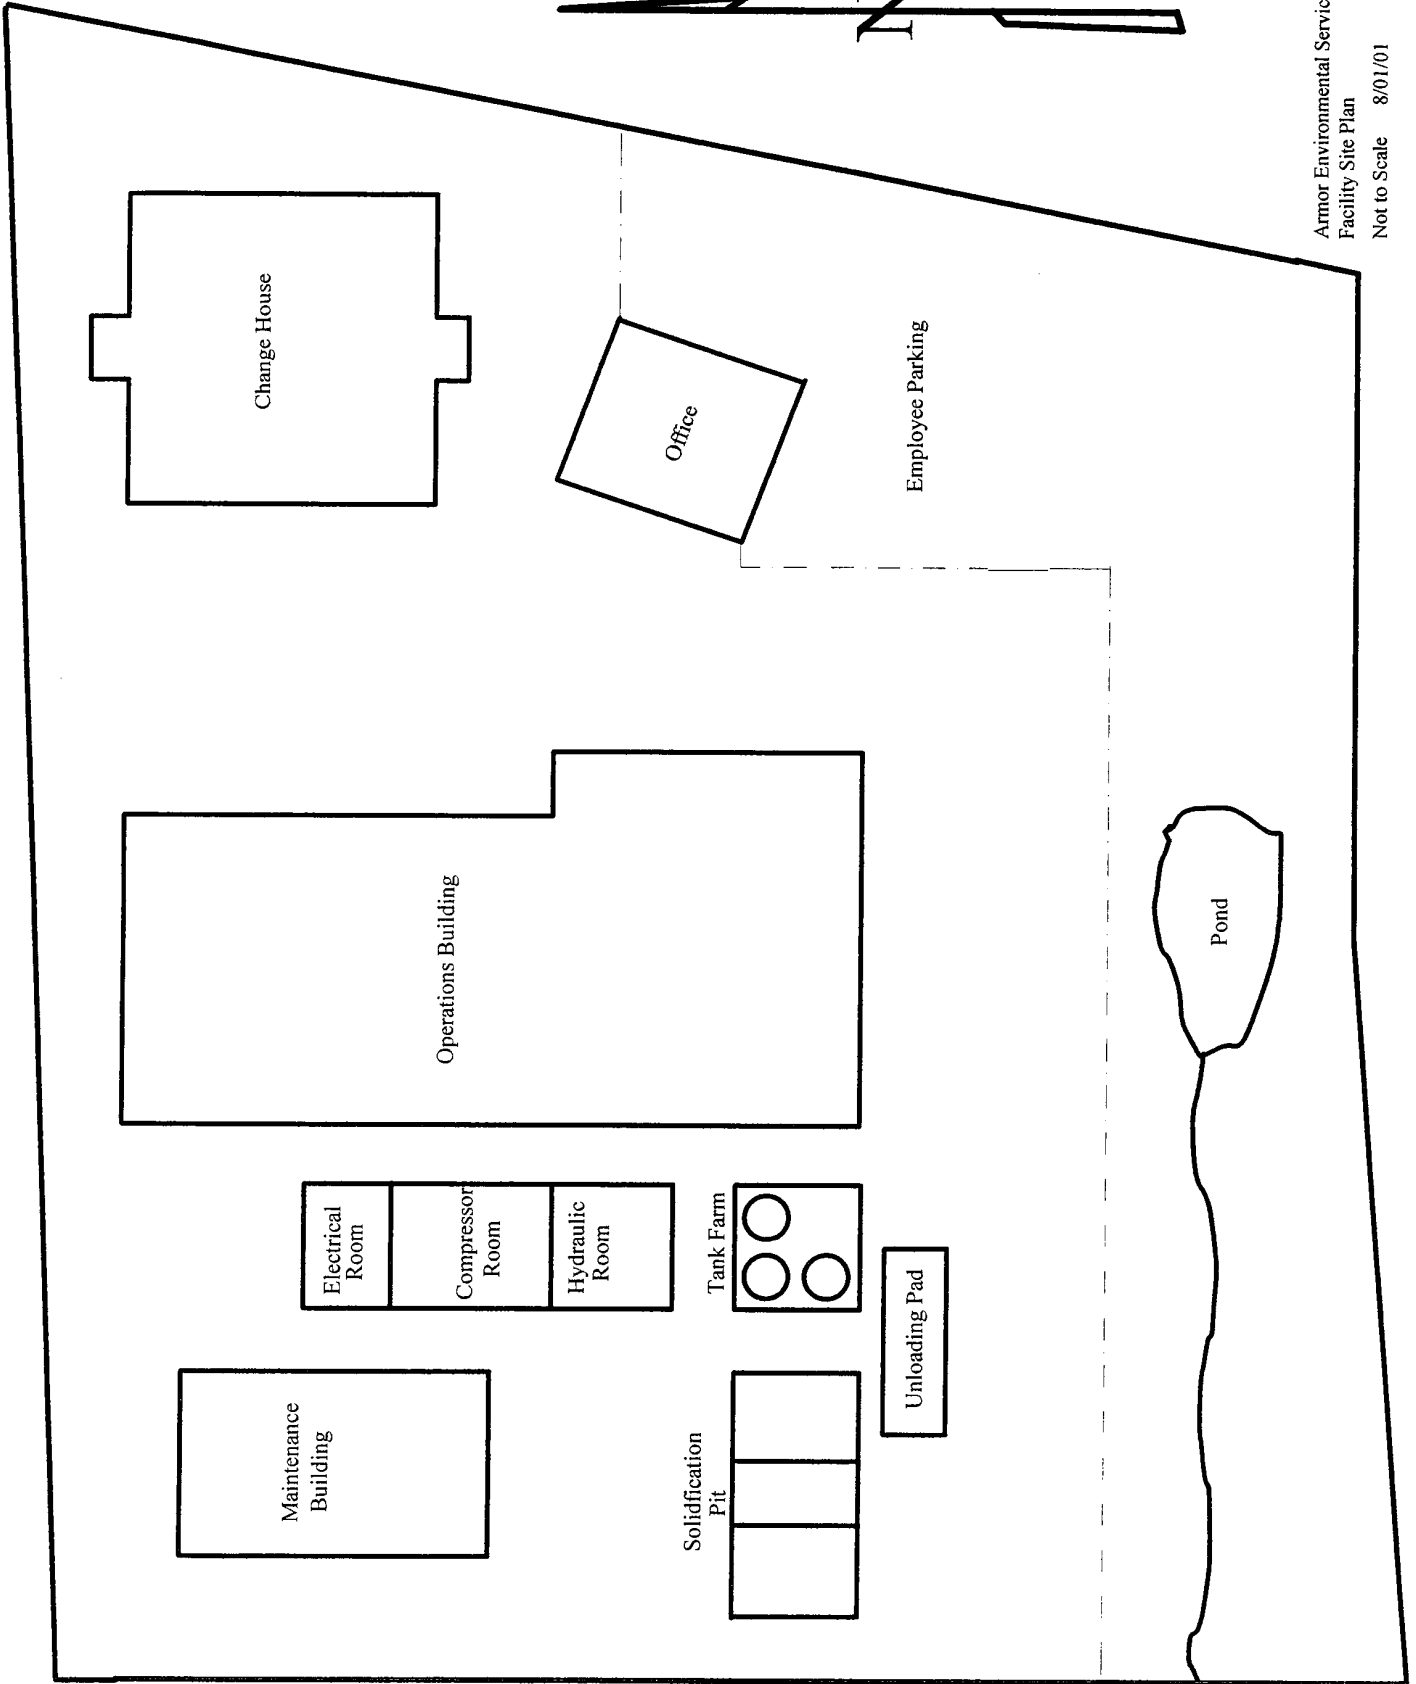 Maintenance
Building
Electrical
Room
Compressor
Room
Hydraulic
Room
Operations Building
Change House
Solidfication
Pit
Tank Farm
Unloading Pad
Office
Employee Parking
Pond
N
Armor Environmental Servic
Facility Site Plan
Not to Scale 8/01/01